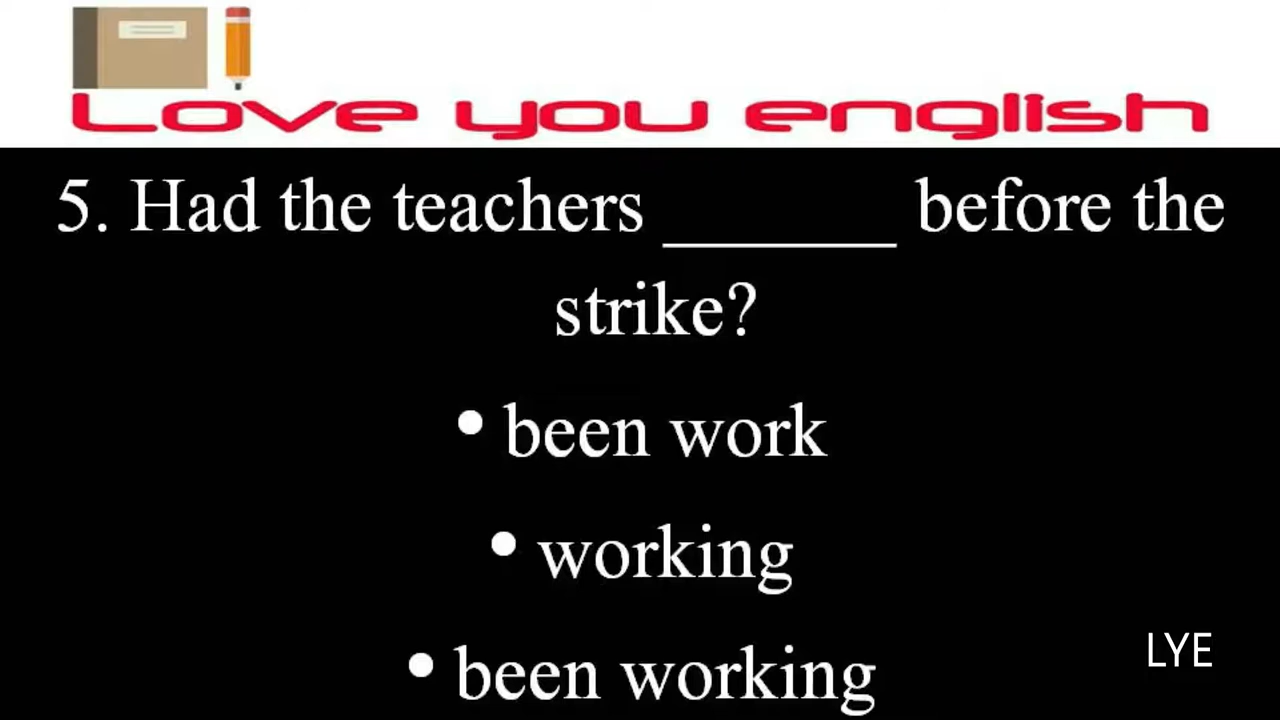 Love you english
5. Had the teachers _______ before the
strike?
• been work
• working
• been working
LYE